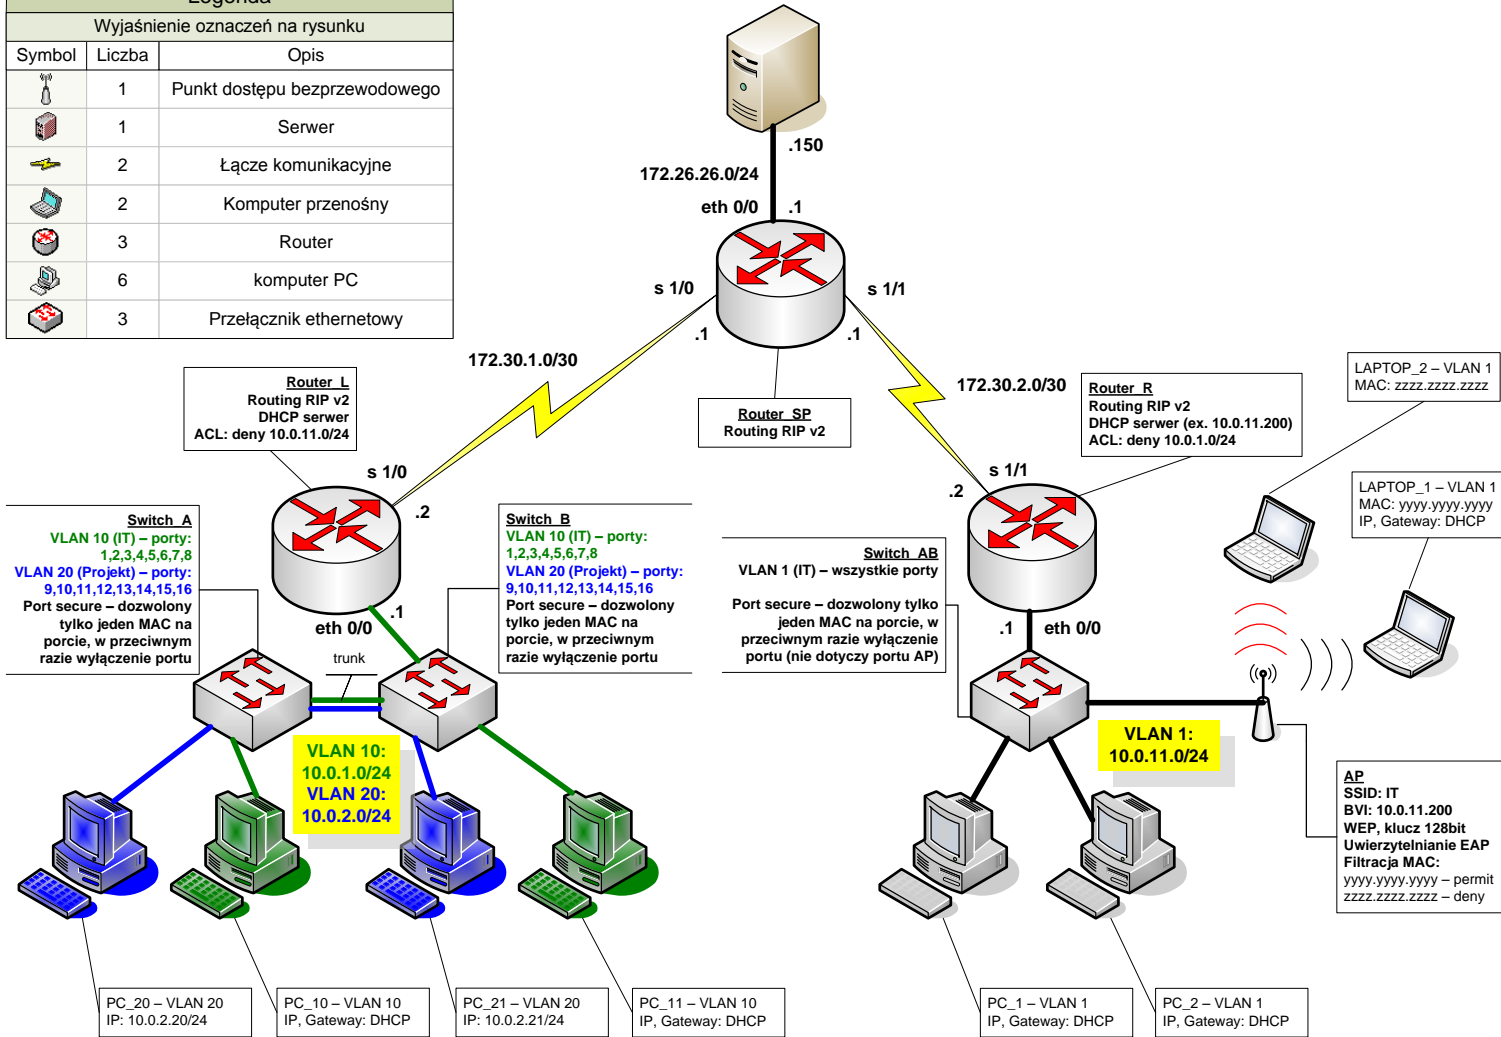 Legenda
Wyjaśnienie oznaczeń na rysunku
Symbol Liczba Opis
1 Punkt dostępu bezprzewodowego
1 Serwer
2 Łącze komunikacyjne
2 Komputer przenośny
3 Router
6 komputer PC
3 Przełącznik ethernetowy
.150
172.26.26.0/24
eth 0/0 .1
s 1/0
s 1/1
.1
.1
172.30.1.0/30
172.30.2.0/30
Router_SP
Routing RIP v2
Router_L
Routing RIP v2
DHCP serwer
ACL: deny 10.0.11.0/24
s 1/0
.2
Router_R
Routing RIP v2
DHCP serwer (ex. 10.0.11.200)
ACL: deny 10.0.1.0/24
s 1/1
.2
LAPTOP_2 – VLAN 1
MAC: zzzz.zzzz.zzzz
LAPTOP_1 – VLAN 1
MAC: yyyy.yyyy.yyyy
IP, Gateway: DHCP
Switch_A
VLAN 10 (IT) – porty:
1,2,3,4,5,6,7,8
VLAN 20 (Projekt) – porty:
9,10,11,12,13,14,15,16
Port secure – dozwolony
tylko jeden MAC na
porcie, w przeciwnym
razie wyłączenie portu
Switch_B
VLAN 10 (IT) – porty:
1,2,3,4,5,6,7,8
VLAN 20 (Projekt) – porty:
9,10,11,12,13,14,15,16
Port secure – dozwolony
tylko jeden MAC na
porcie, w przeciwnym
razie wyłączenie portu
Switch_AB
VLAN 1 (IT) – wszystkie porty
Port secure – dozwolony tylko
jeden MAC na porcie, w
przeciwnym razie wyłączenie
portu (nie dotyczy portu AP)
.1
eth 0/0
trunk
.1 eth 0/0
VLAN 10:
10.0.1.0/24
VLAN 20:
10.0.2.0/24
VLAN 1:
10.0.11.0/24
AP
SSID: IT
BVI: 10.0.11.200
WEP, klucz 128bit
Uwierzytelnianie EAP
Filtracja MAC:
yyyy.yyyy.yyyy – permit
zzzz.zzzz.zzzz – deny
PC_20 – VLAN 20
IP: 10.0.2.20/24
PC_10 – VLAN 10
IP, Gateway: DHCP
PC_21 – VLAN 20
IP: 10.0.2.21/24
PC_11 – VLAN 10
IP, Gateway: DHCP
PC_1 – VLAN 1
IP, Gateway: DHCP
PC_2 – VLAN 1
IP, Gateway: DHCP